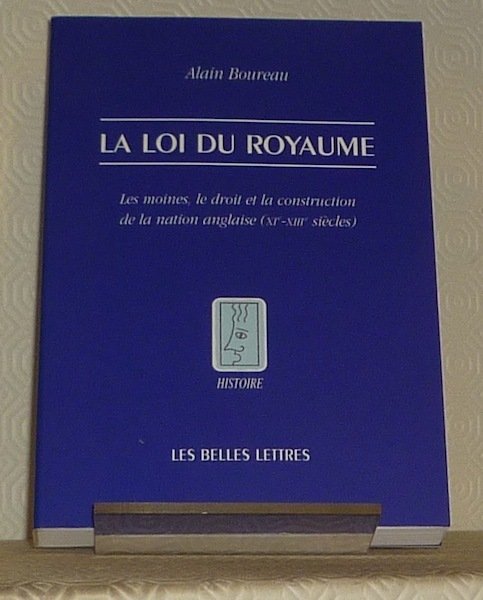 Alain Boureau
LA LOI DU ROYAUME
Les moines, le droit et la construction
de la nation anglaise (XIe-XIIIe siècles)
HISTOIRE
LES BELLES LETTRES